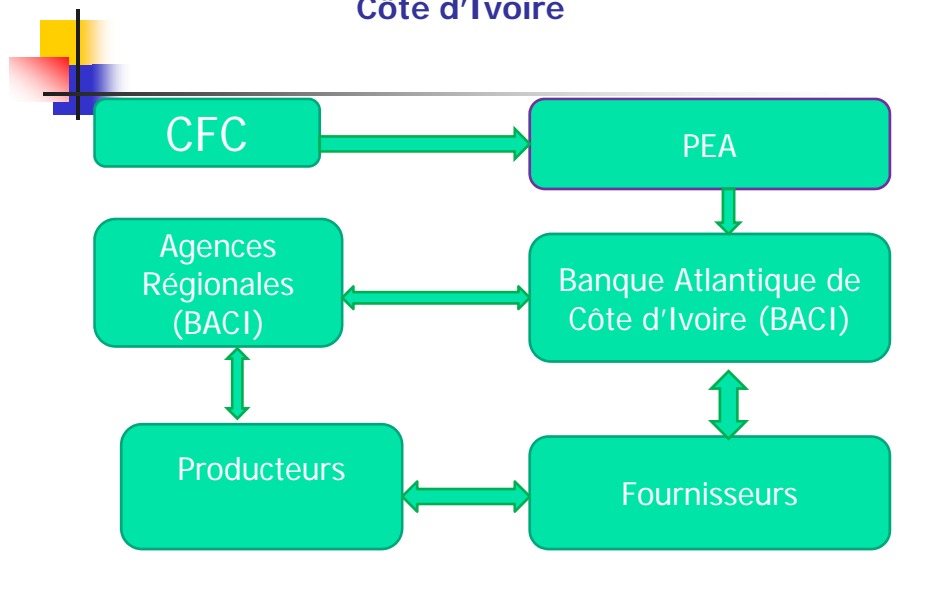 Côte d'Ivoire
CFC
PEA
Agences
Régionales
(BACI)
Banque Atlantique de
Côte d'Ivoire (BACI)
Producteurs
Fournisseurs